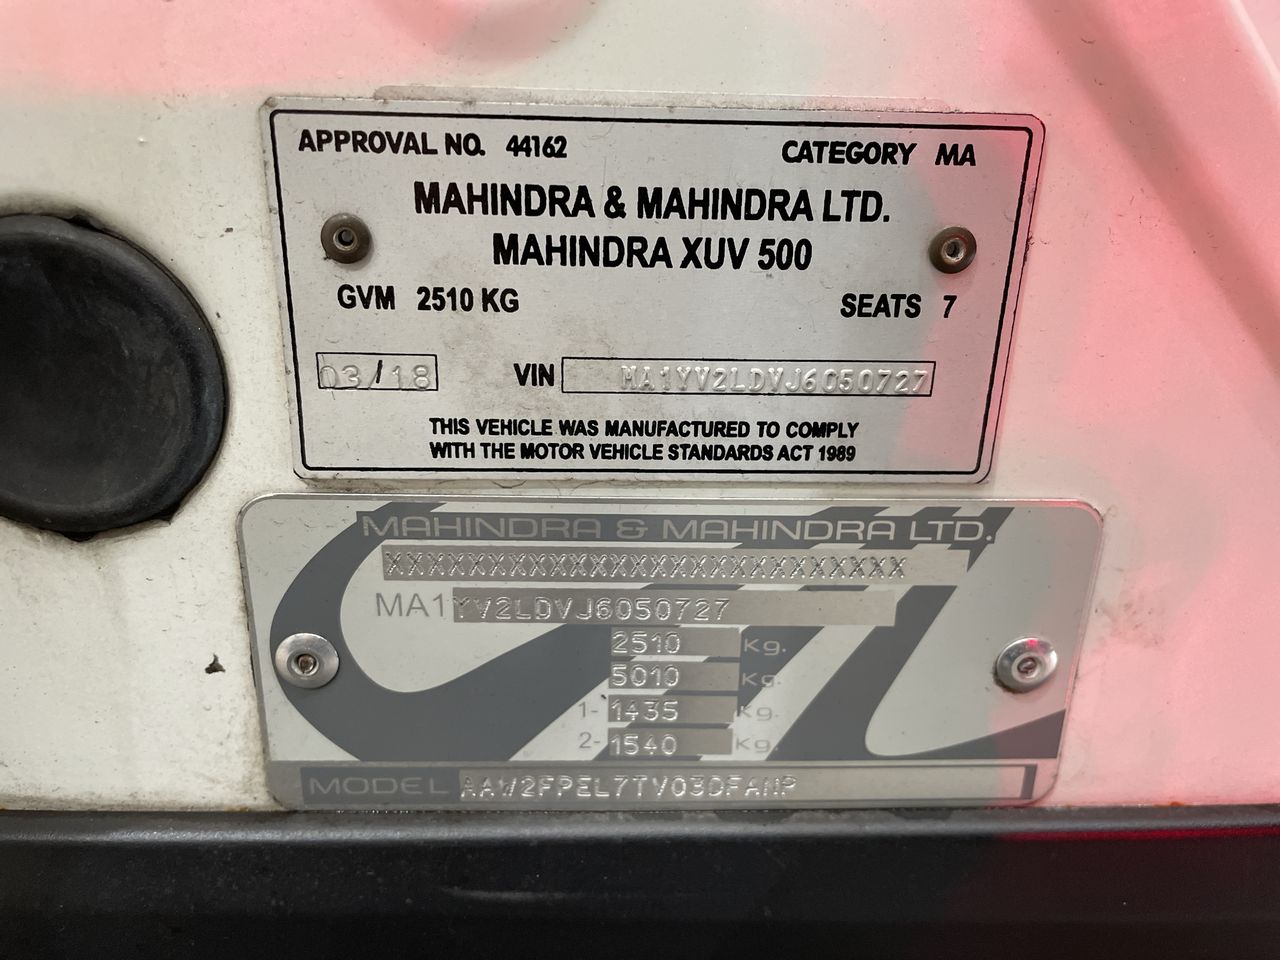 APPROVAL NO. 44162 CATEGORY MA
MAHINDRA & MAHINDRA LTD.
MAHINDRA XUV 500
GVM 2510 KG SEATS 7
03/18 VIN MA1YV2LDVJ6050727
THIS VEHICLE WAS MANUFACTURED TO COMPLY
WITH THE MOTOR VEHICLE STANDARDS ACT 1989
MAHINDRA & MAHINDRA LTD.
XXXXXXXXXXXXXXXXXXXXXXXXXX
MA1YV2LDVJ6050727
2510 Kg.
5010 Kg.
1- 1435 Kg.
2- 1540 Kg.
MODEL AAW2FPEL7TV03DFANP